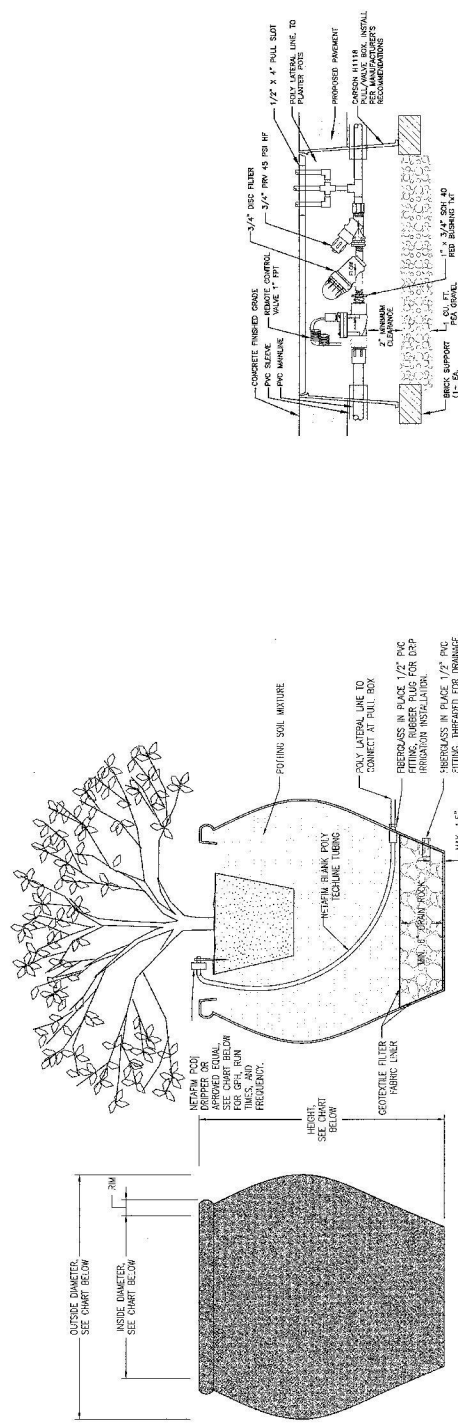 OUTSIDE DIAMETER,
SEE CHART BELOW
INSIDE DIAMETER,
SEE CHART BELOW
RIM
HEIGHT,
SEE CHART
BELOW
NETAFIM PCDJ
DRIPPER OR
APROVED EQUAL,
SEE CHART BELOW
FOR GPH, RUN
TIMES, AND
FREQUENCY.
GEOTEXTILE FILTER
FABRIC LINER
MIN. 6" DRAIN ROCK
NETAFIM BLANK POLY
TECHLINE TUBING
POTTING SOIL MIXTURE
POLY LATERAL LINE TO
CONNECT AT PULL BOX
FIBERGLASS IN PLACE 1/2" PVC
FITTING, RUBBER PLUG FOR DRIP
IRRIGATION INSTALLATION.
FIBERGLASS IN PLACE 1/2" PVC
FITTING THREADED FOR DRAINAGE
MAX
CONCRETE FINISHED GRADE
PVC SLEEVE
PVC MAINLINE
REMOTE CONTROL
VALVE 1" FPT
3/4" DISC FILTER
3/4" PRV 45 PSI HF
1/2" X 4" PULL SLOT
POLY LATERAL LINE, TO
PLANTER POTS
PROPOSED PAVEMENT
CARSON H1118
PULL/VALVE BOX, INSTALL
PER MANUFACTURER'S
RECOMMENDATIONS
FLOW
2" MINIMUM
CLEARANCE
1" X 3/4" SCH 40
RED BUSHING TxT
1 CU. FT.
PEA GRAVEL
BRICK SUPPORT
(1- EA.